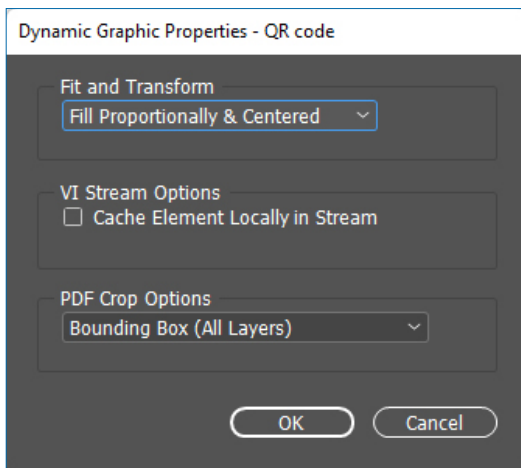 Dynamic Graphic Properties - QR code
Fit and Transform
Fill Proportionally & Centered
VI Stream Options
Cache Element Locally in Stream
PDF Crop Options
Bounding Box (All Layers)
OK Cancel